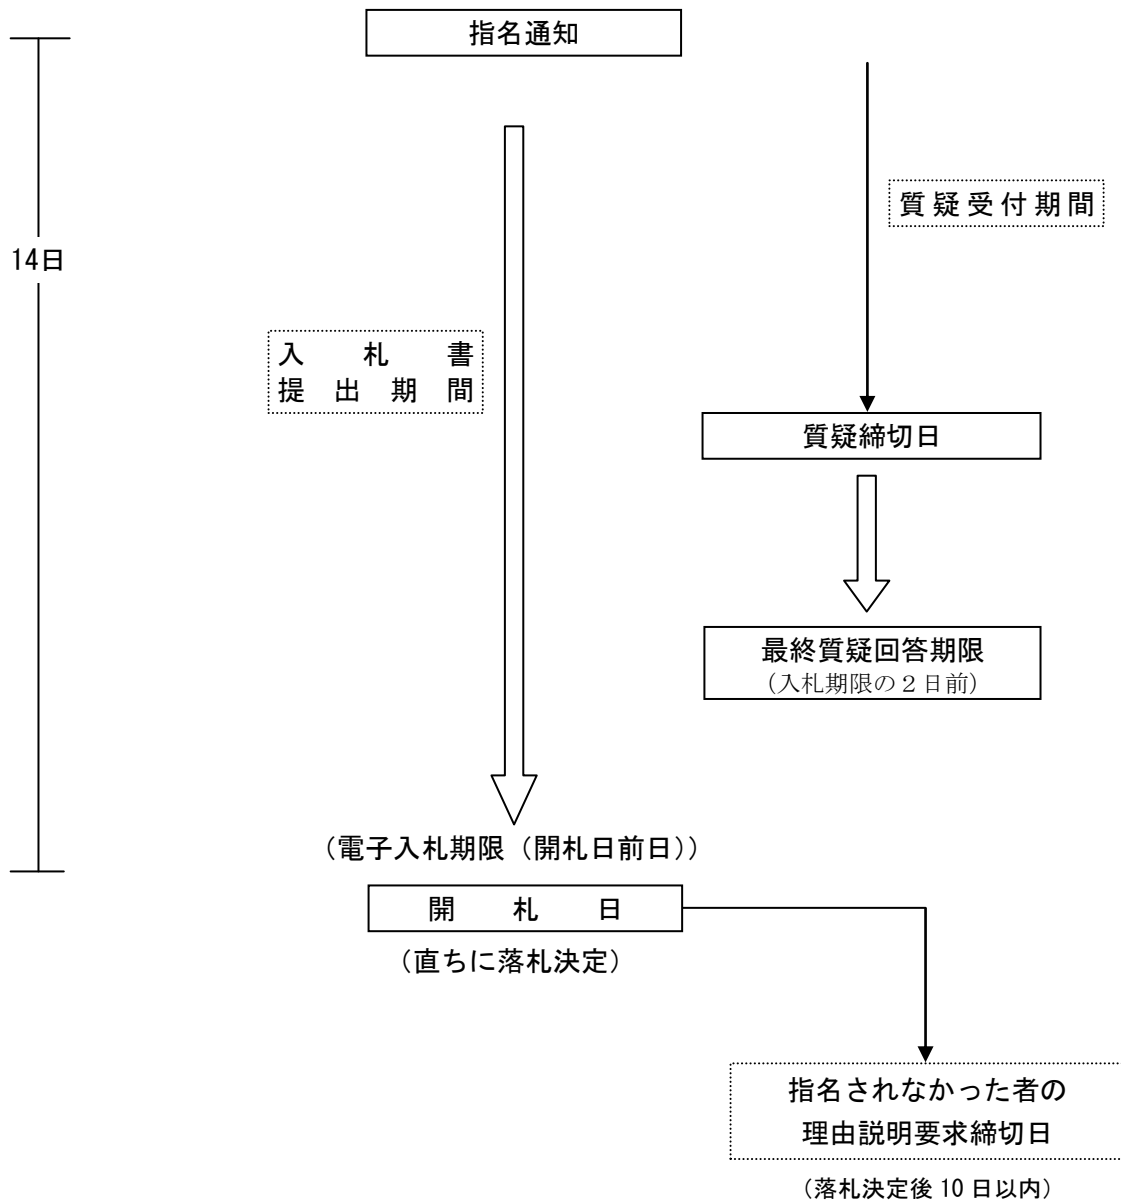 指名通知
質疑受付期間
14日
入札書
提出期間
質疑締切日
最終質疑回答期限
（入札期限の２日前）
（電子入札期限（開札日前日））
開札日
（直ちに落札決定）
指名されなかった者の
理由説明要求締切日
（落札決定後 10 日以内）